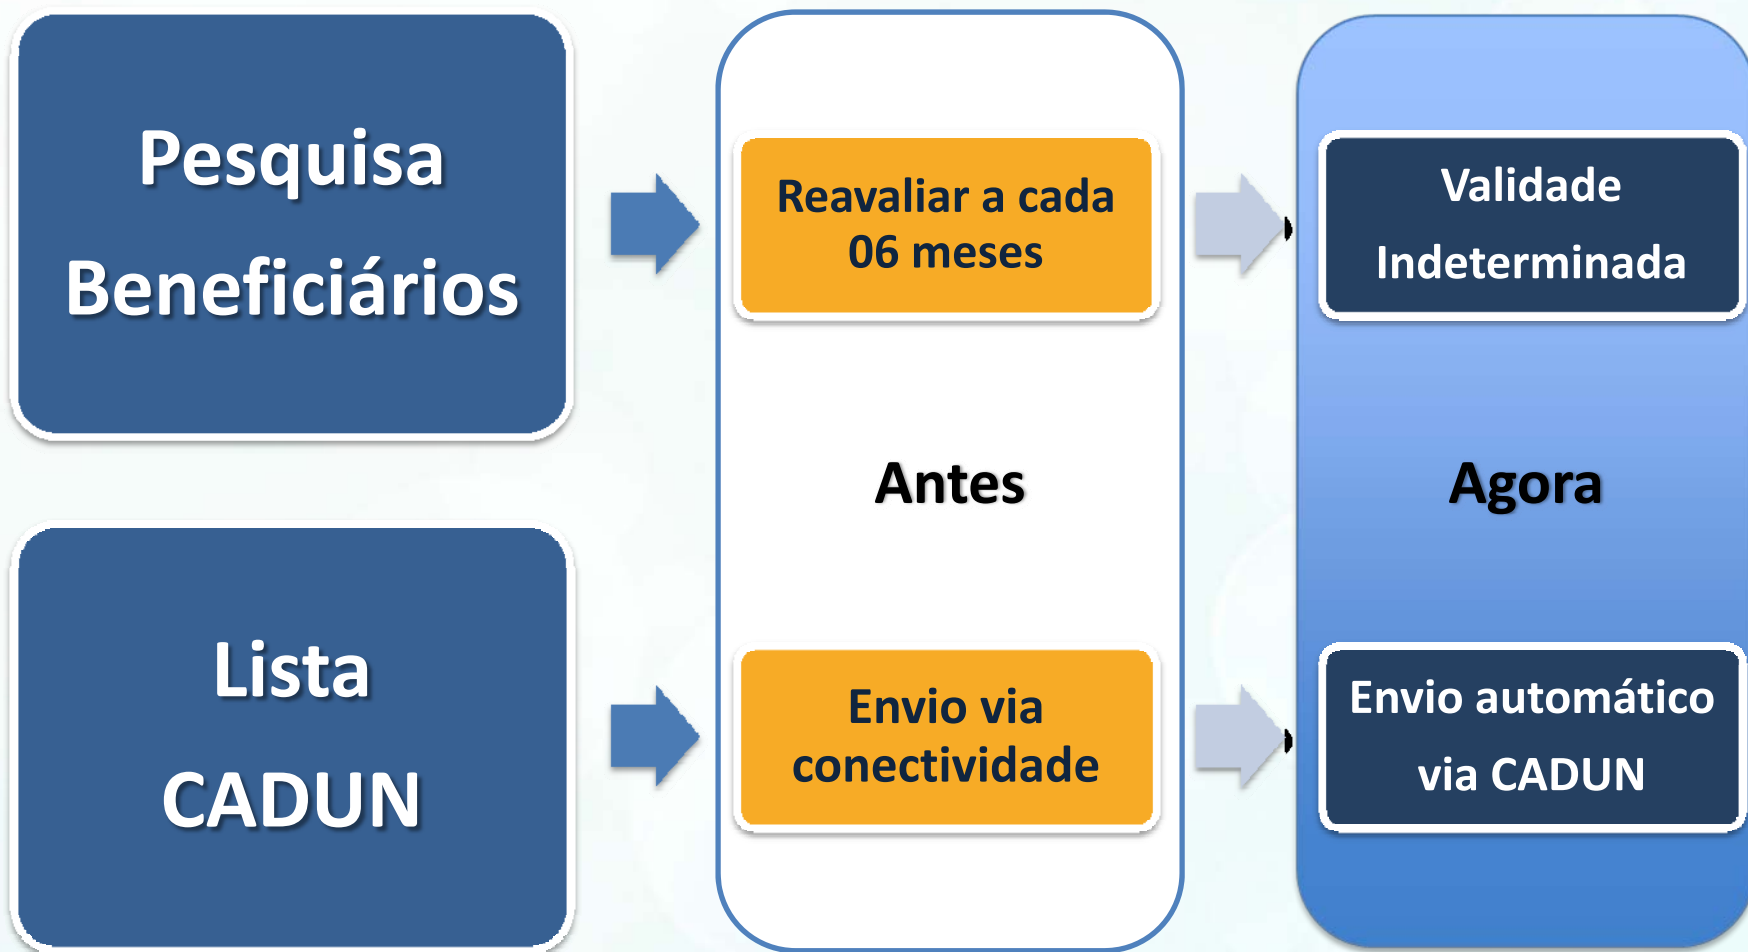 Pesquisa
Beneficiários
Reavaliar a cada
06 meses
Validade
Indeterminada
Antes
Agora
Lista
CADUN
Envio via
conectividade
Envio automático
via CADUN